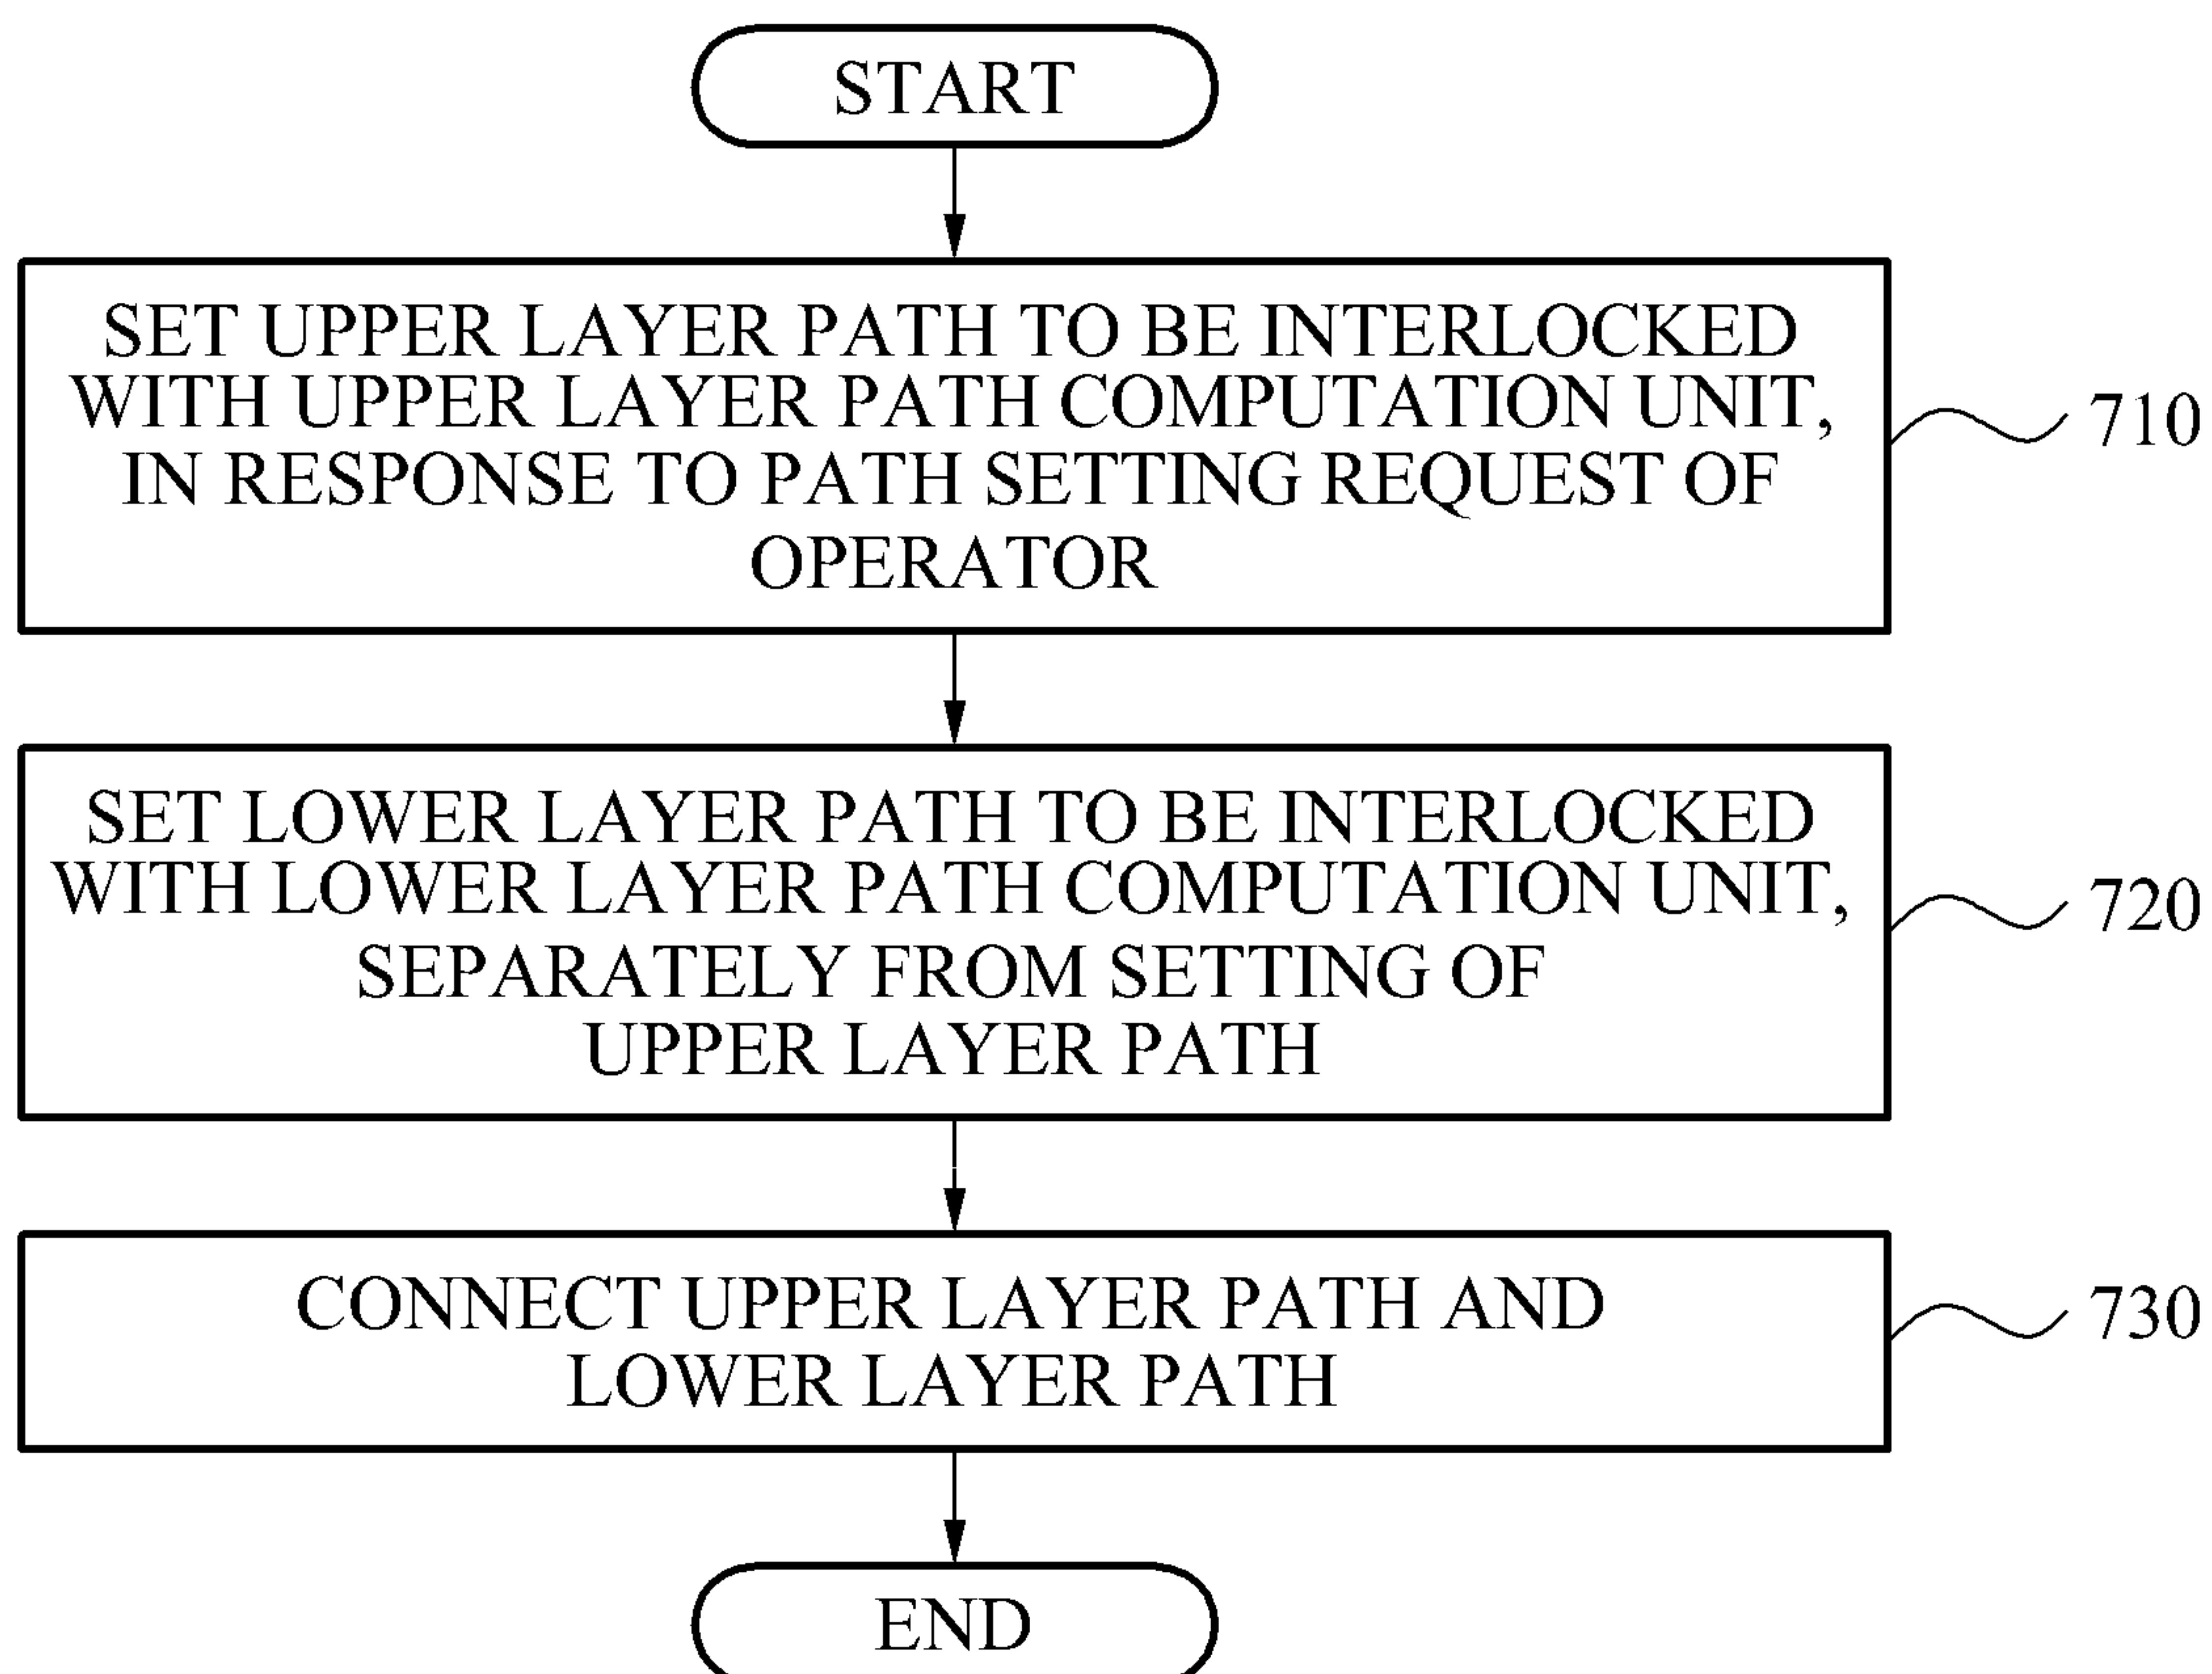 START
SET UPPER LAYER PATH TO BE INTERLOCKED
WITH UPPER LAYER PATH COMPUTATION UNIT,
IN RESPONSE TO PATH SETTING REQUEST OF
OPERATOR
710
SET LOWER LAYER PATH TO BE INTERLOCKED
WITH LOWER LAYER PATH COMPUTATION UNIT,
SEPARATELY FROM SETTING OF
UPPER LAYER PATH
720
CONNECT UPPER LAYER PATH AND
LOWER LAYER PATH
730
END